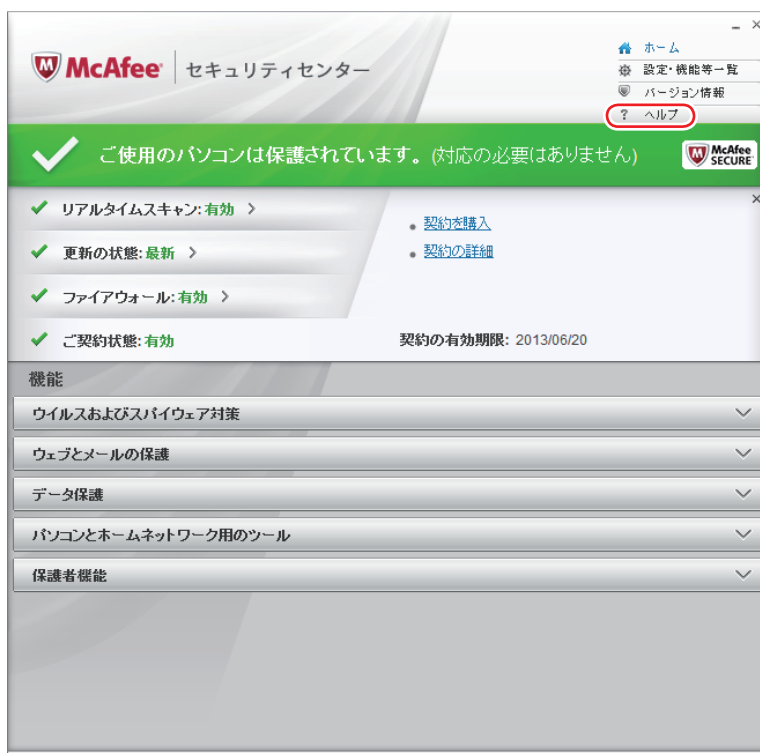 McAfee セキュリティセンター
ホーム
設定・機能等一覧
バージョン情報
? ヘルプ
ご使用のパソコンは保護されています。(対応の必要はありません)
McAfee SECURE
リアルタイムスキャン: 有効
契約を購入
更新の状態: 最新
契約の詳細
ファイアウォール: 有効
ご契約状態: 有効
契約の有効期限: 2013/06/20
機能
ウイルスおよびスパイウェア対策
ウェブとメールの保護
データ保護
パソコンとホームネットワーク用のツール
保護者機能